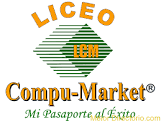 LICEO
LCM
Compu-Market®
Mi Pasaporte al Éxito